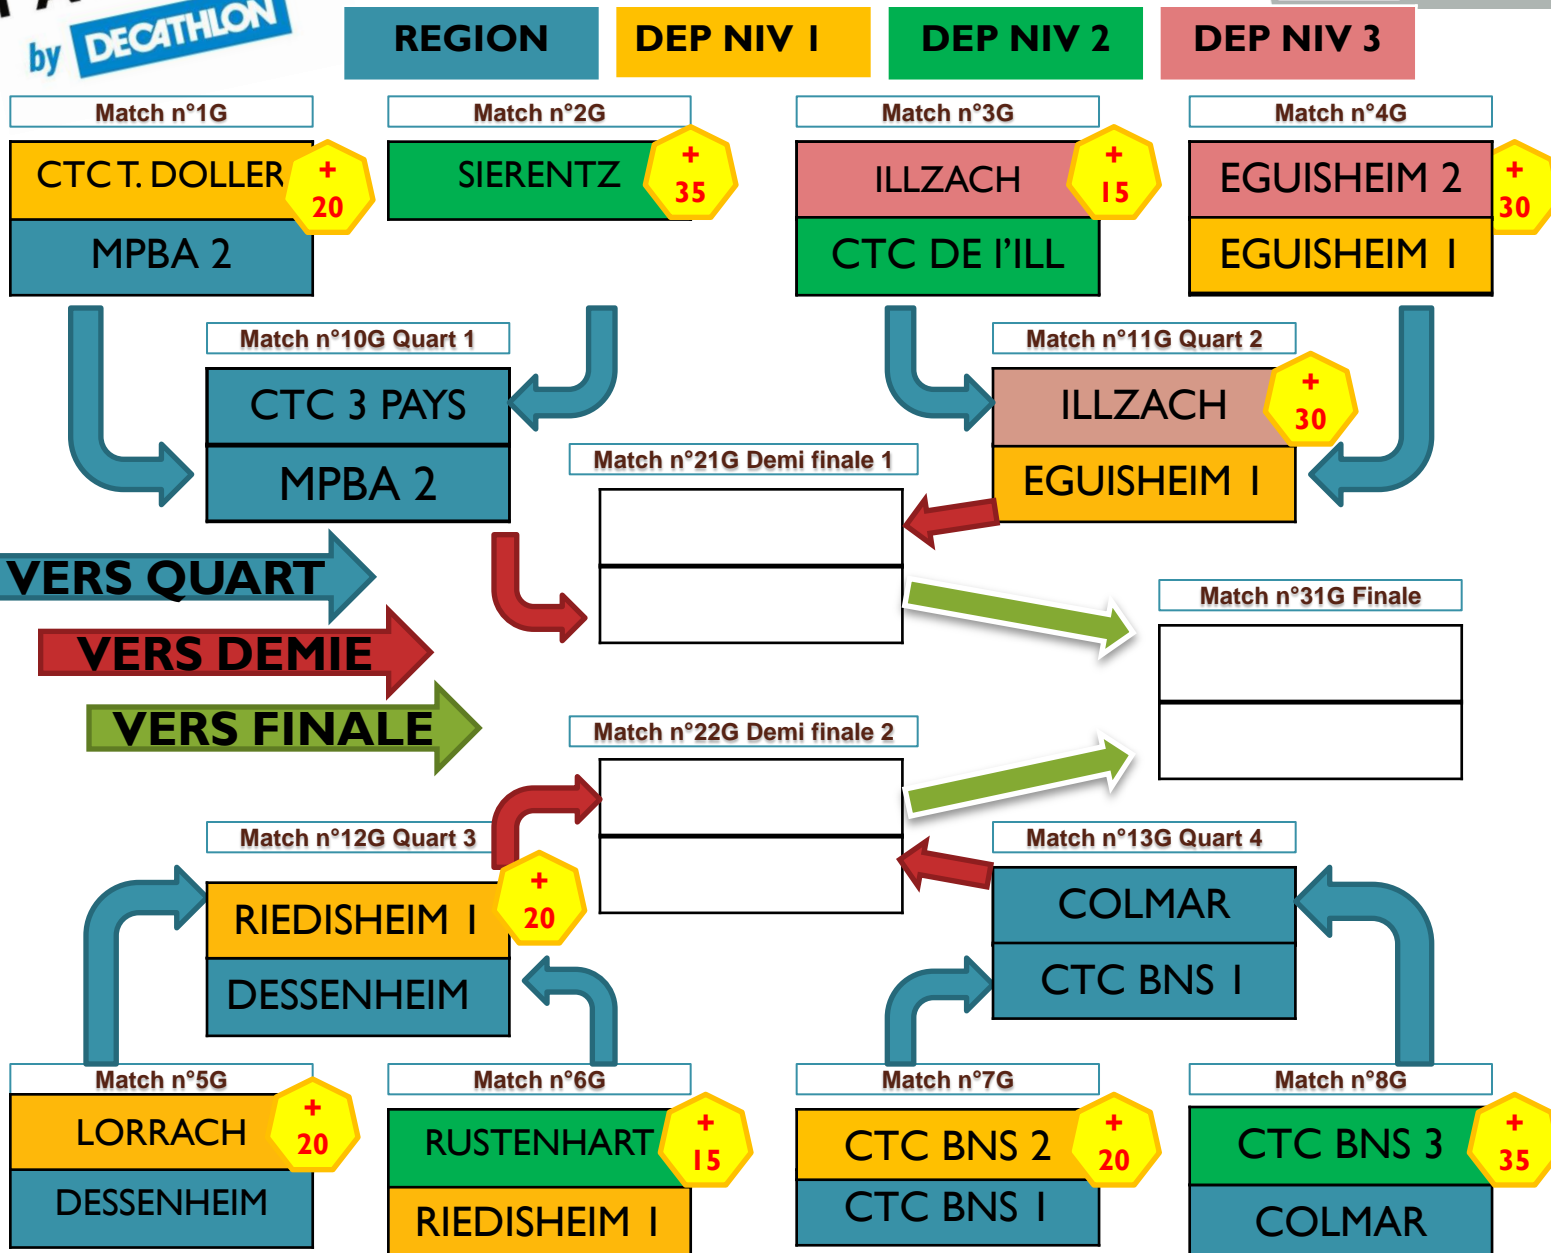 by DECATHLON
REGION
DEP NIV 1
DEP NIV 2
DEP NIV 3
Match n°1G
CTC T. DOLLER
+
20
MPBA 2
Match n°2G
SIERENTZ
+
35
Match n°3G
ILLZACH
+
15
CTC DE l'ILL
Match n°4G
EGUISHEIM 2
+
30
EGUISHEIM 1
Match n°10G Quart 1
CTC 3 PAYS
MPBA 2
Match n°11G Quart 2
ILLZACH
+
30
EGUISHEIM 1
Match n°21G Demi finale 1
VERS QUART
VERS DEMIE
VERS FINALE
Match n°31G Finale
Match n°22G Demi finale 2
Match n°12G Quart 3
RIEDISHEIM 1
+
20
DESSENHEIM
Match n°13G Quart 4
COLMAR
CTC BNS 1
Match n°5G
LORRACH
+
20
DESSENHEIM
Match n°6G
RUSTENHART
+
15
RIEDISHEIM 1
Match n°7G
CTC BNS 2
+
20
CTC BNS 1
Match n°8G
CTC BNS 3
+
35
COLMAR